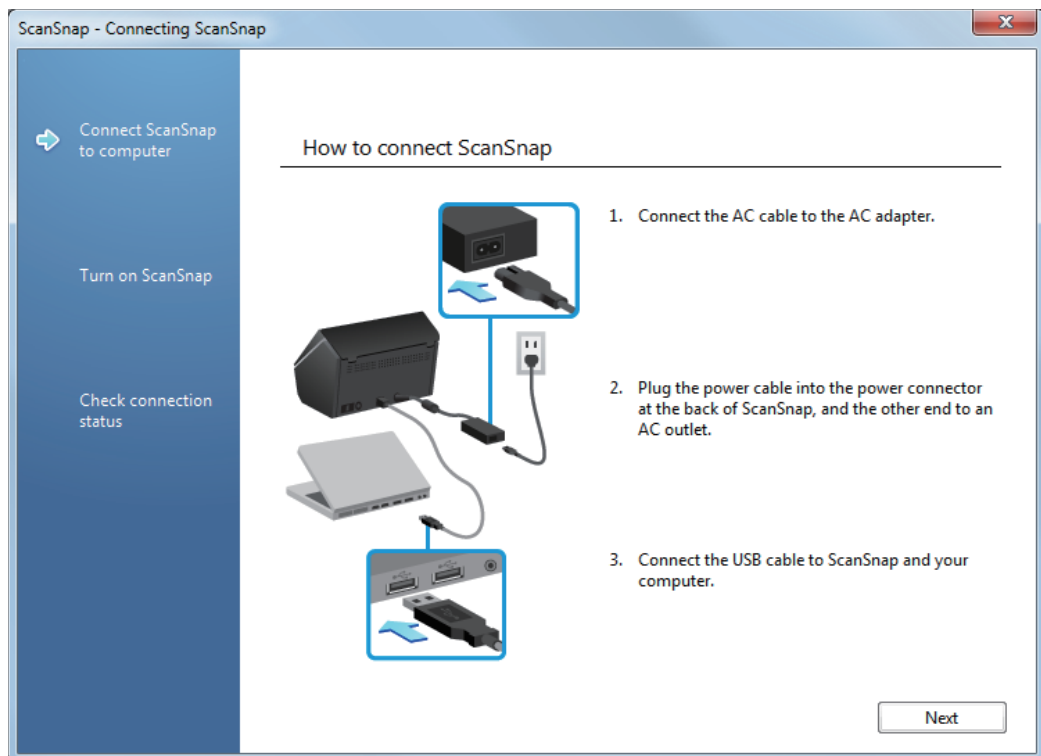 ScanSnap - Connecting ScanSnap
Connect ScanSnap
to computer
Turn on ScanSnap
Check connection
status
How to connect ScanSnap
1. Connect the AC cable to the AC adapter.
2. Plug the power cable into the power connector
at the back of ScanSnap, and the other end to an
AC outlet.
3. Connect the USB cable to ScanSnap and your
computer.
Next